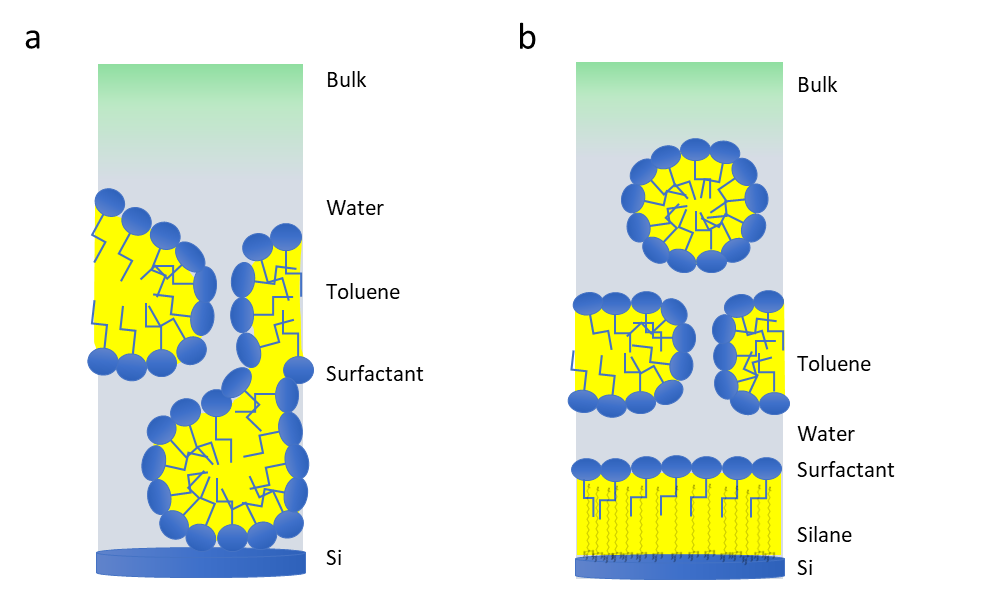 a
Bulk
Water
Toluene
Surfactant
Si
b
Bulk
Toluene
Water
Surfactant
Silane
Si